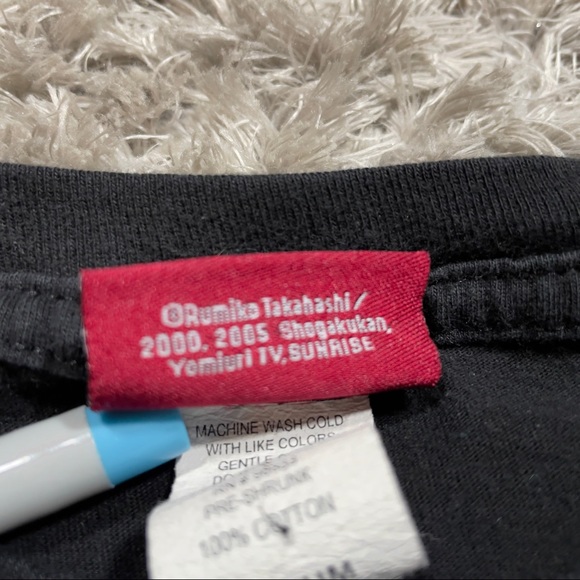 ©Rumiko Takahashi/
2000, 2005 Shogakukan,
Yomiuri TV, SUNRISE
MACHINE WASH COLD
WITH LIKE COLORS
GENTLE
PRE-SHRUNK
100% COTTON